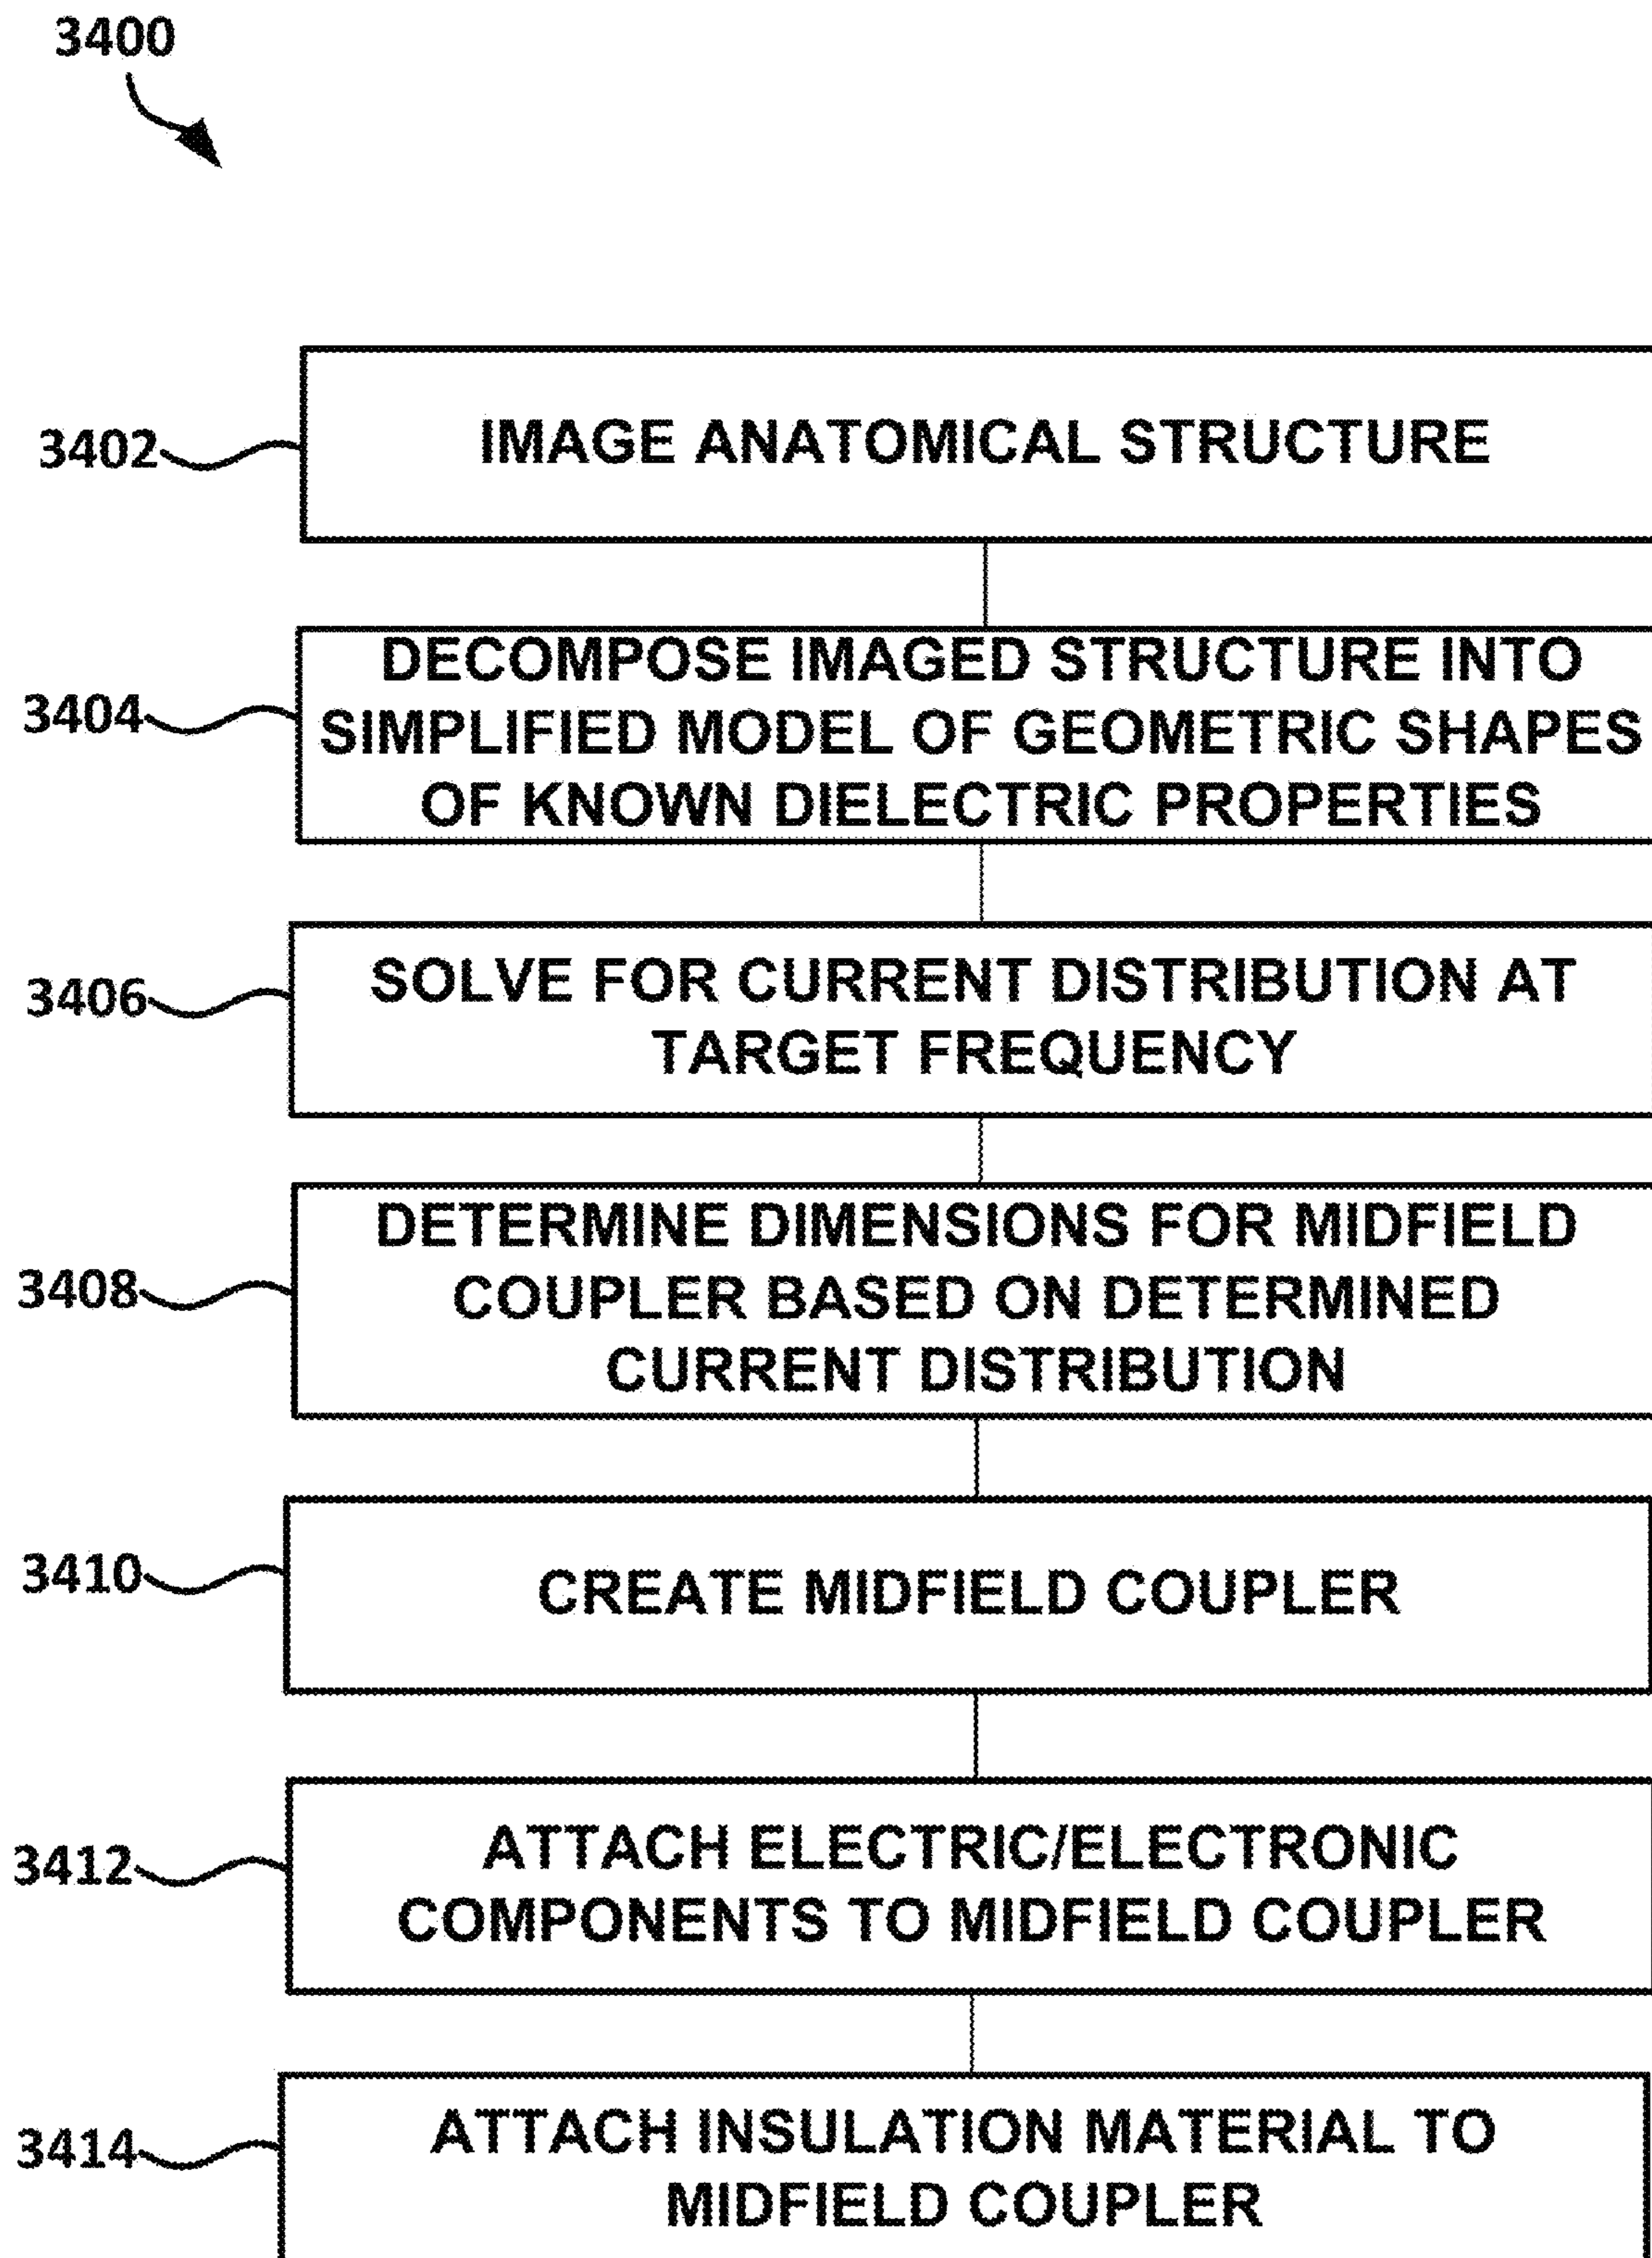 3400
3402
IMAGE ANATOMICAL STRUCTURE
3404
DECOMPOSE IMAGED STRUCTURE INTO
SIMPLIFIED MODEL OF GEOMETRIC SHAPES
OF KNOWN DIELECTRIC PROPERTIES
3406
SOLVE FOR CURRENT DISTRIBUTION AT
TARGET FREQUENCY
3408
DETERMINE DIMENSIONS FOR MIDFIELD
COUPLER BASED ON DETERMINED
CURRENT DISTRIBUTION
3410
CREATE MIDFIELD COUPLER
3412
ATTACH ELECTRIC/ELECTRONIC
COMPONENTS TO MIDFIELD COUPLER
3414
ATTACH INSULATION MATERIAL TO
MIDFIELD COUPLER